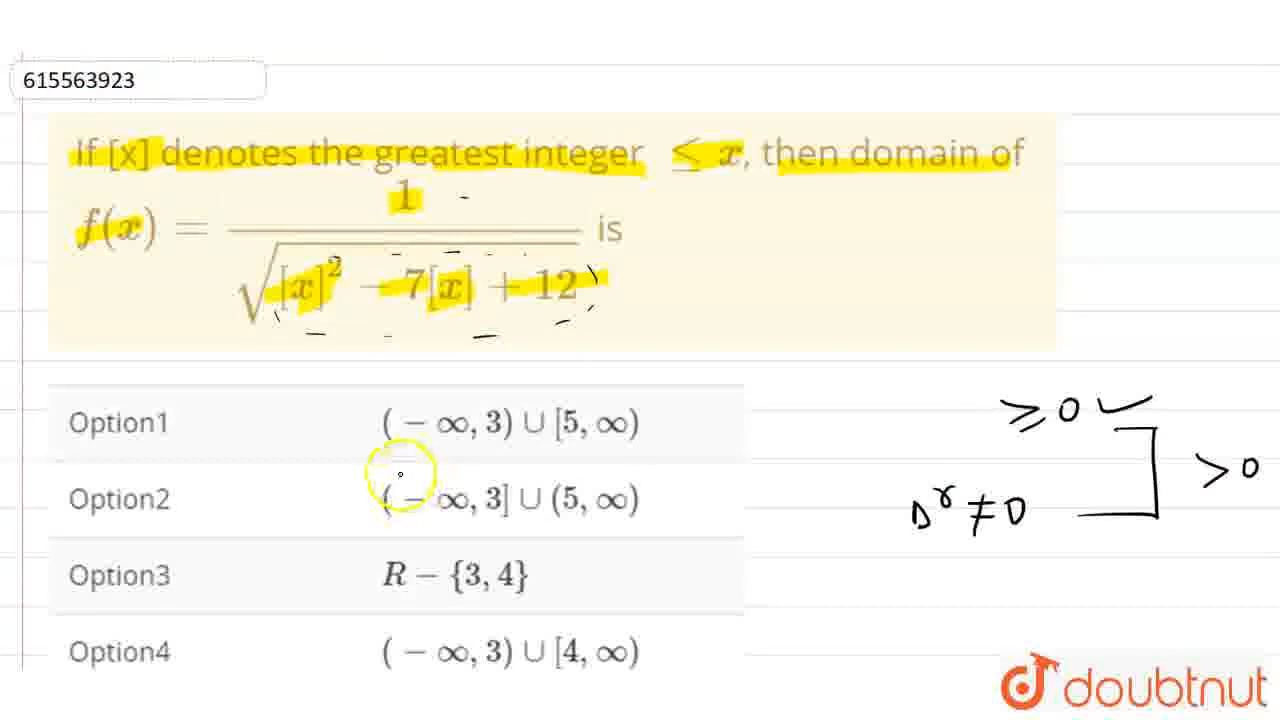 615563923
If [x] denotes the greatest integer ≤ x, then domain of
f(x) = 1 / √([x]² − 7[x] + 12) is
Option1 (−∞, 3) ∪ [5, ∞)
Option2 (−∞, 3] ∪ (5, ∞)
Option3 R − {3, 4}
Option4 (−∞, 3) ∪ [4, ∞)
≥ 0 ✓
> 0
Dr ≠ 0
doubtnut